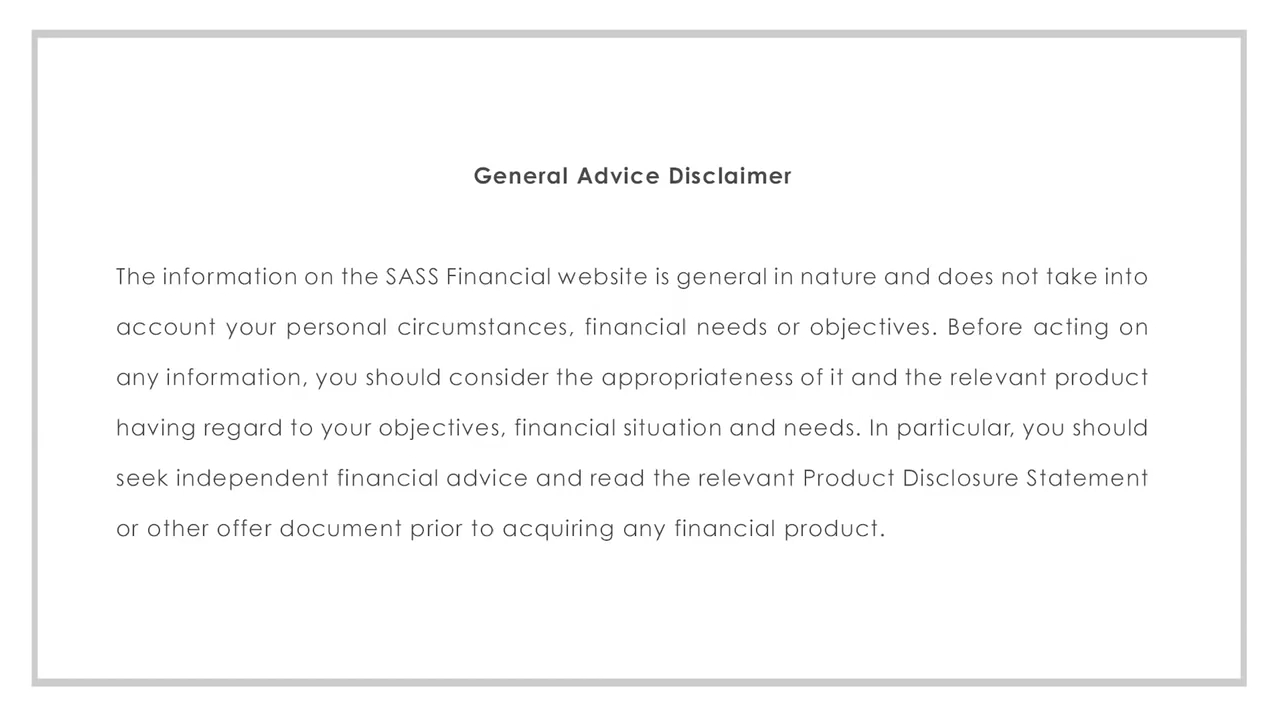 General Advice Disclaimer
The information on the SASS Financial website is general in nature and does not take into
account your personal circumstances, financial needs or objectives. Before acting on
any information, you should consider the appropriateness of it and the relevant product
having regard to your objectives, financial situation and needs. In particular, you should
seek independent financial advice and read the relevant Product Disclosure Statement
or other offer document prior to acquiring any financial product.